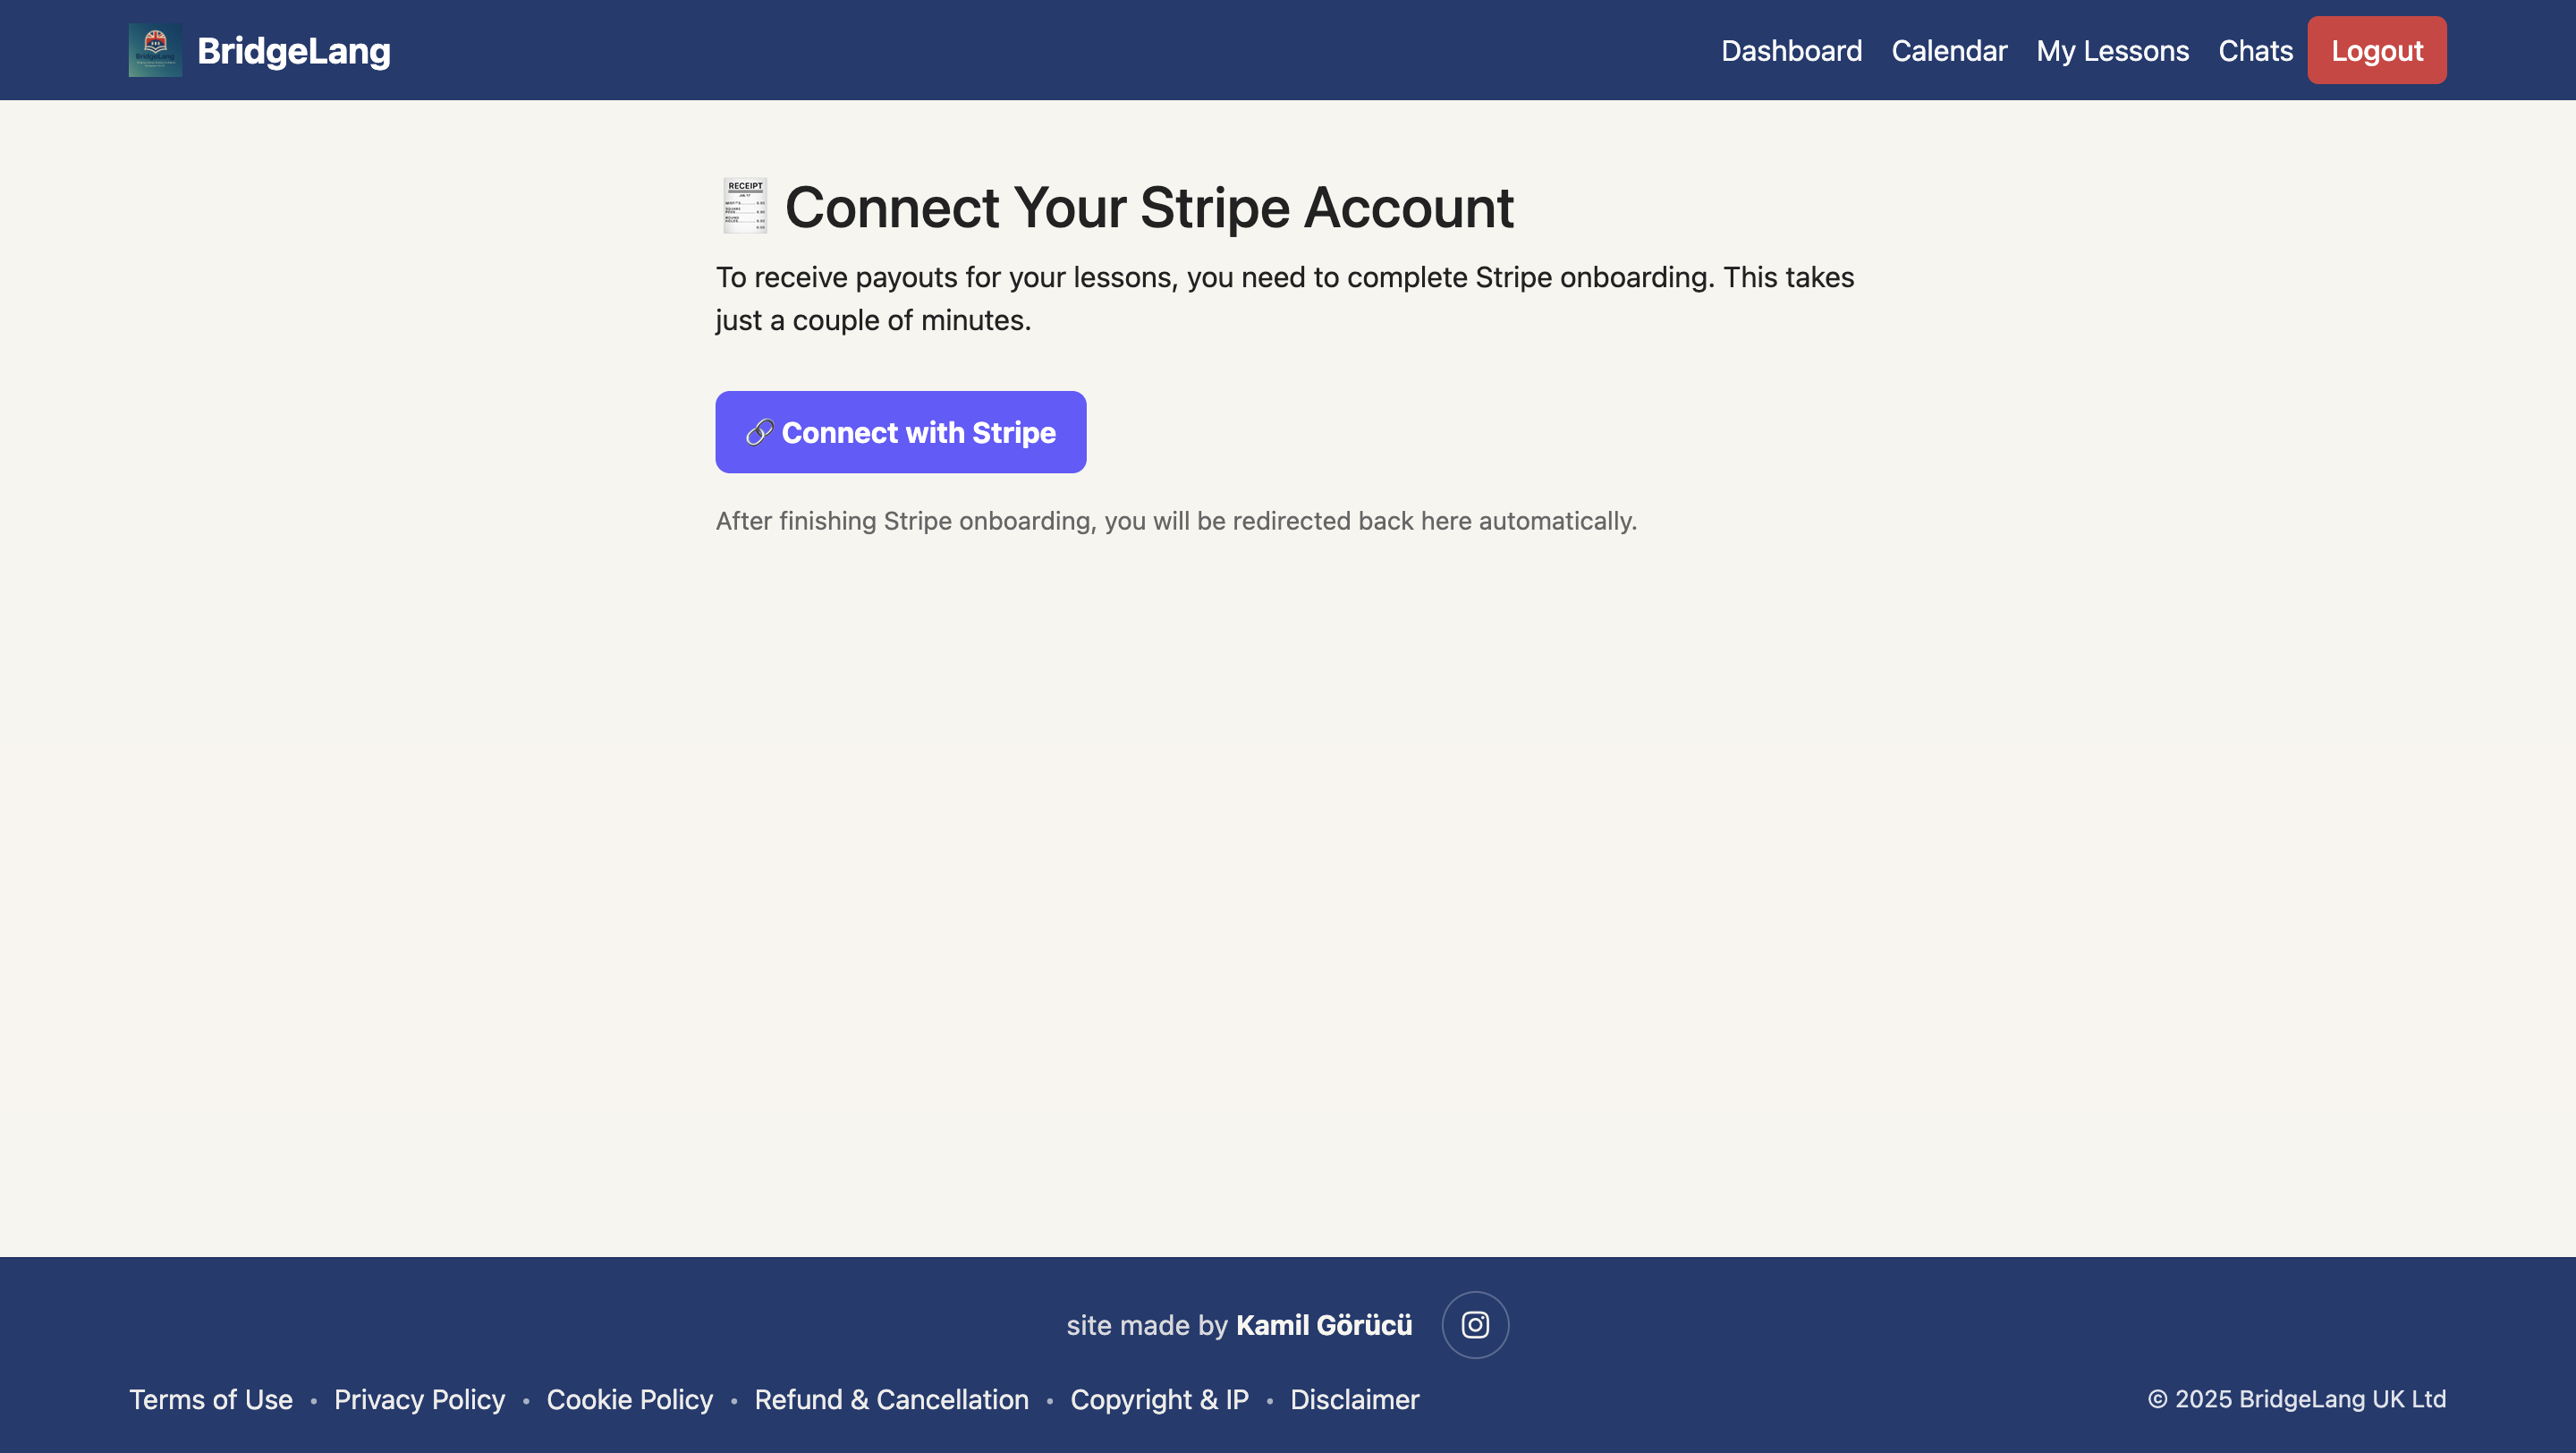 BridgeLang
Dashboard
Calendar
My Lessons
Chats
Logout
RECEIPT
Connect Your Stripe Account
To receive payouts for your lessons, you need to complete Stripe onboarding. This takes
just a couple of minutes.
Connect with Stripe
After finishing Stripe onboarding, you will be redirected back here automatically.
site made by Kamil Görücü
Terms of Use • Privacy Policy • Cookie Policy • Refund & Cancellation • Copyright & IP • Disclaimer
© 2025 BridgeLang UK Ltd